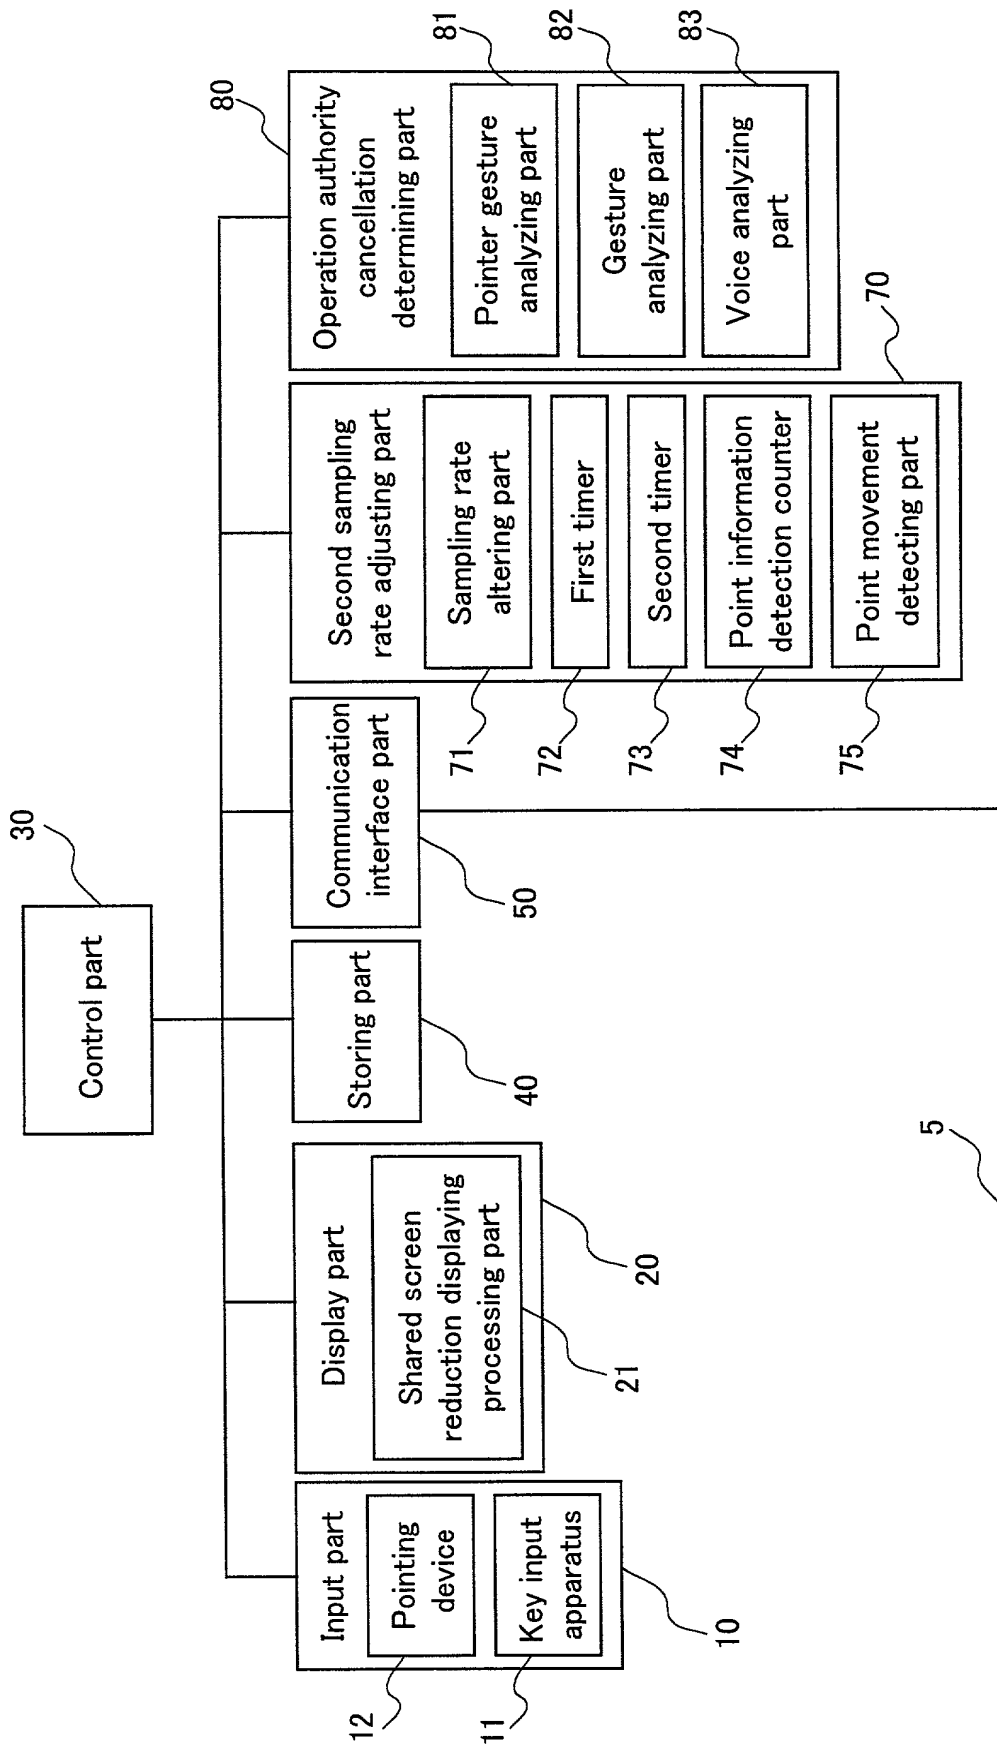 30
Control part
Input part
Pointing
device
12
Key input
apparatus
11
10
Display part
Shared screen
reduction displaying
processing part
20
21
Storing part
40
Communication
interface part
50
Second sampling
rate adjusting part
Sampling rate
altering part
71
First timer
72
Second timer
73
Point information
detection counter
74
Point movement
detecting part
75
70
80
Operation authority
cancellation
determining part
Pointer gesture
analyzing part
81
Gesture
analyzing part
82
Voice analyzing
part
83
5